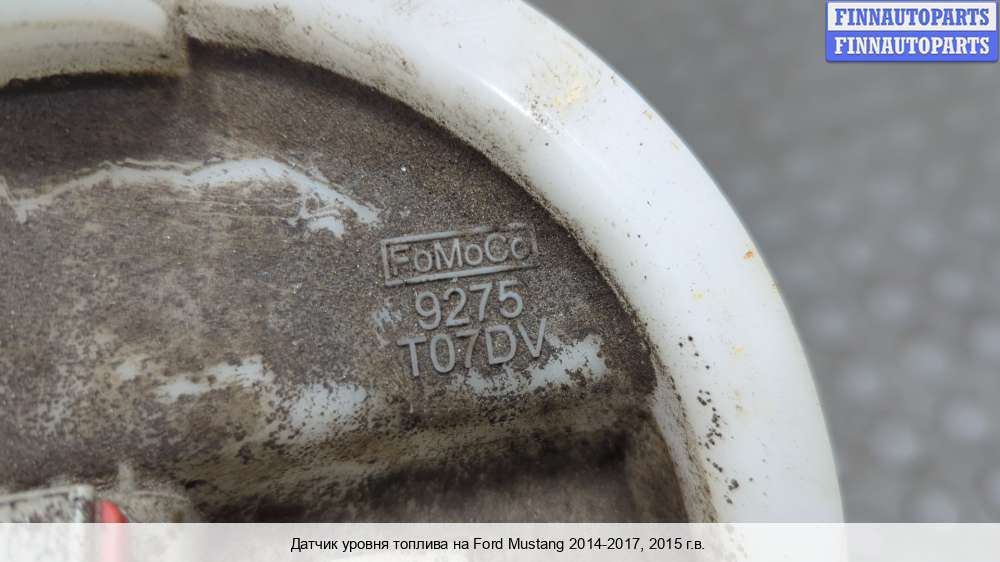 FINNAUTOPARTS
FINNAUTOPARTS
FoMoCo
9275
T07DV
Датчик уровня топлива на Ford Mustang 2014-2017, 2015 г.в.